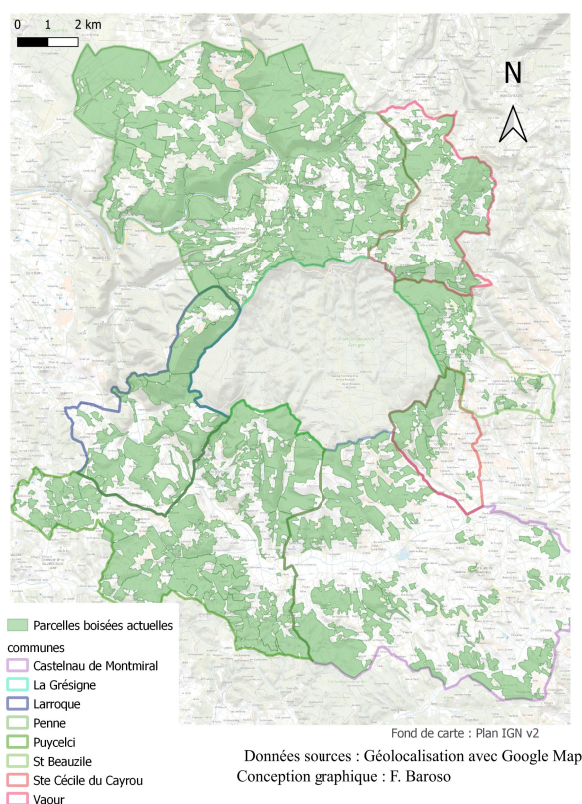 0 1 2 km
N
Parcelles boisées actuelles
communes
Castelnau de Montmiral
La Grésigne
Larroque
Penne
Puycelci
St Beauzile
Ste Cécile du Cayrou
Vaour
Fond de carte : Plan IGN v2
Données sources : Géolocalisation avec Google Map
Conception graphique : F. Baroso